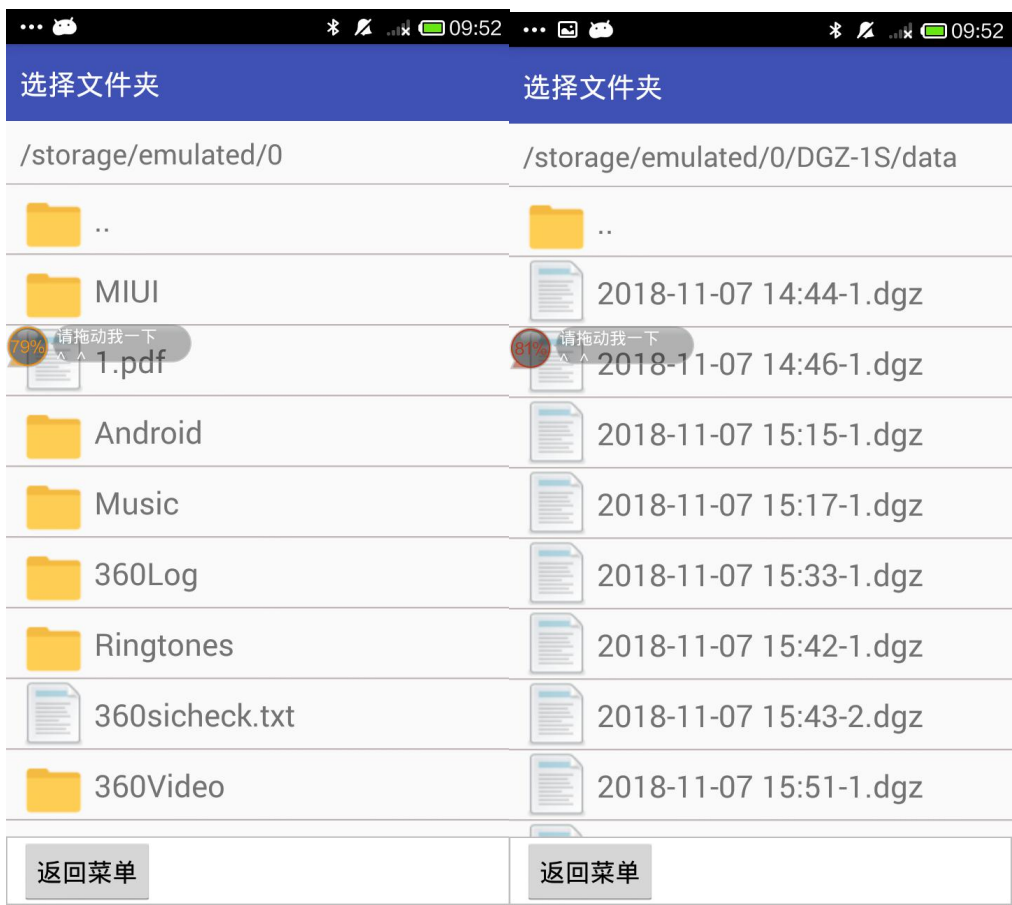 ••• 09:52
选择文件夹
/storage/emulated/0
..
MIUI
79% 请拖动我一下
^_^
1.pdf
Android
Music
360Log
Ringtones
360sicheck.txt
360Video
返回菜单
••• 09:52
选择文件夹
/storage/emulated/0/DGZ-1S/data
..
2018-11-07 14:44-1.dgz
81% 请拖动我一下
^_^
2018-11-07 14:46-1.dgz
2018-11-07 15:15-1.dgz
2018-11-07 15:17-1.dgz
2018-11-07 15:33-1.dgz
2018-11-07 15:42-1.dgz
2018-11-07 15:43-2.dgz
2018-11-07 15:51-1.dgz
返回菜单